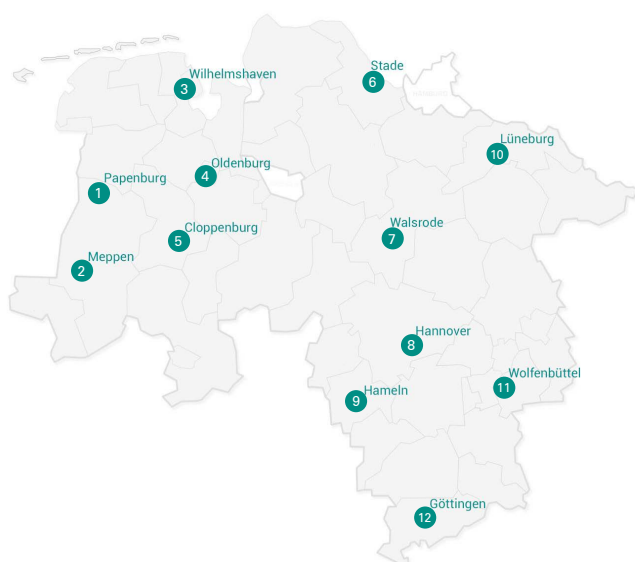 Stade
6
Wilhelmshaven
3
Lüneburg
10
Oldenburg
4
Papenburg
1
Walsrode
7
Cloppenburg
5
Meppen
2
Hannover
8
Wolfenbüttel
11
Hameln
9
Göttingen
12